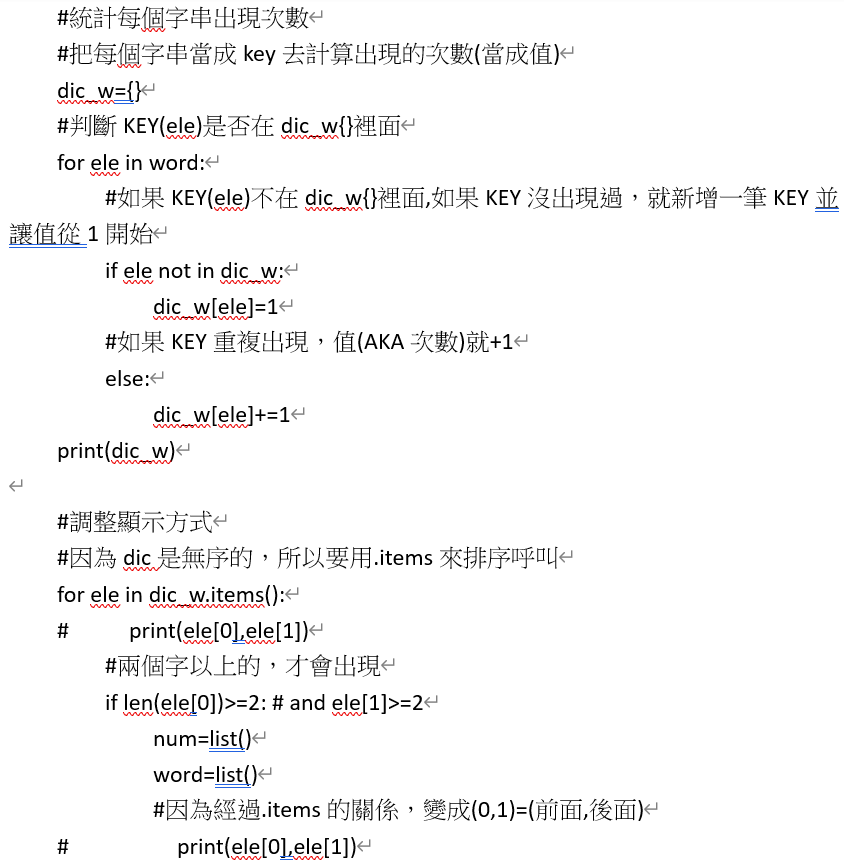 #統計每個字串出現次數
#把每個字串當成 key 去計算出現的次數(當成值)
dic_w={}
#判斷 KEY(ele)是否在 dic_w{}裡面
for ele in word:
#如果 KEY(ele)不在 dic_w{}裡面,如果 KEY 沒出現過，就新增一筆 KEY 並
讓值從 1 開始
if ele not in dic_w:
dic_w[ele]=1
#如果 KEY 重複出現，值(AKA 次數)就+1
else:
dic_w[ele]+=1
print(dic_w)
#調整顯示方式
#因為 dic 是無序的，所以要用.items 來排序呼叫
for ele in dic_w.items():
# print(ele[0],ele[1])
#兩個字以上的，才會出現
if len(ele[0])>=2: # and ele[1]>=2
num=list()
word=list()
#因為經過.items 的關係，變成(0,1)=(前面,後面)
# print(ele[0],ele[1])